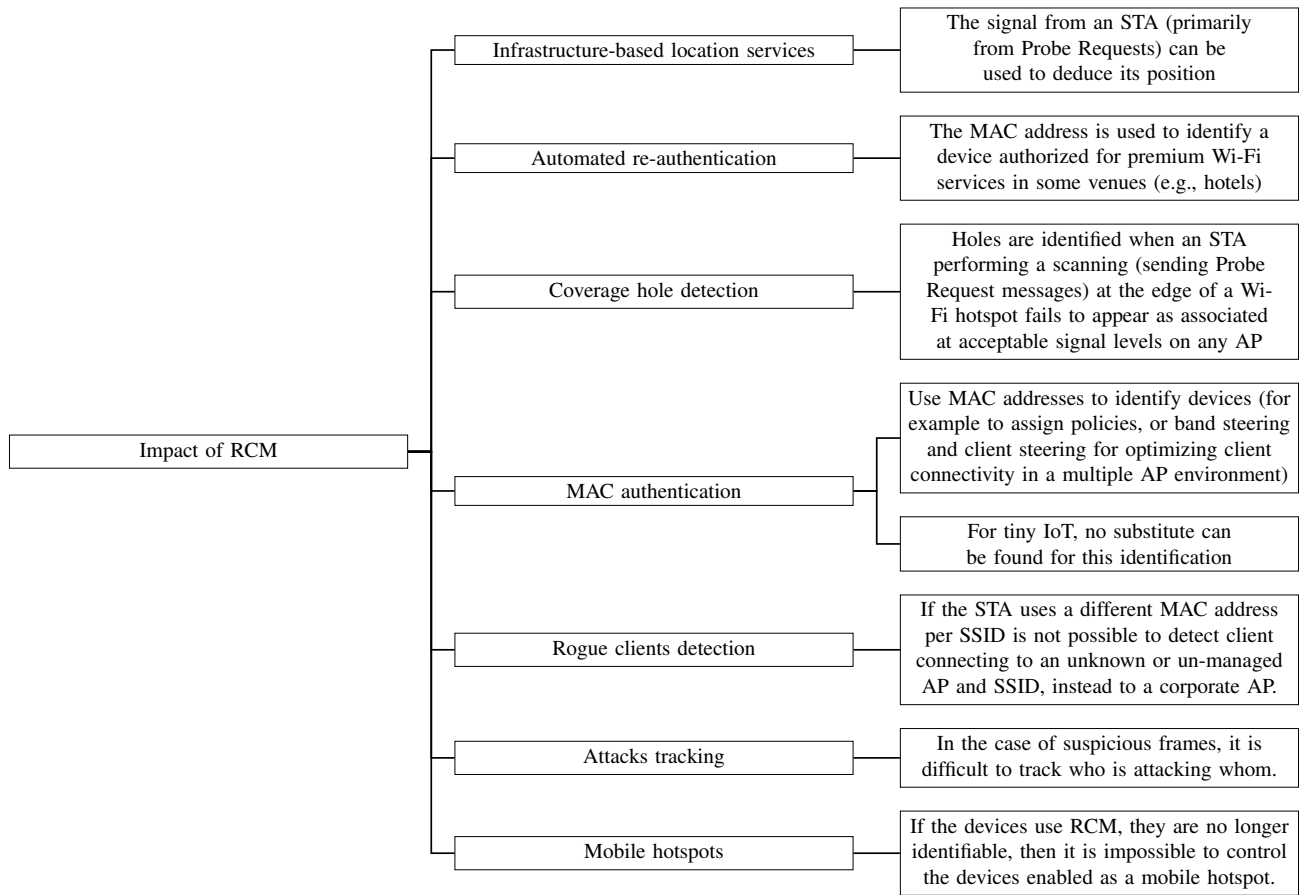 Impact of RCM
Infrastructure-based location services
The signal from an STA (primarily
from Probe Requests) can be
used to deduce its position
Automated re-authentication
The MAC address is used to identify a
device authorized for premium Wi-Fi
services in some venues (e.g., hotels)
Coverage hole detection
Holes are identified when an STA
performing a scanning (sending Probe
Request messages) at the edge of a Wi-
Fi hotspot fails to appear as associated
at acceptable signal levels on any AP
MAC authentication
Use MAC addresses to identify devices (for
example to assign policies, or band steering
and client steering for optimizing client
connectivity in a multiple AP environment)
For tiny IoT, no substitute can
be found for this identification
Rogue clients detection
If the STA uses a different MAC address
per SSID is not possible to detect client
connecting to an unknown or un-managed
AP and SSID, instead to a corporate AP.
Attacks tracking
In the case of suspicious frames, it is
difficult to track who is attacking whom.
Mobile hotspots
If the devices use RCM, they are no longer
identifiable, then it is impossible to control
the devices enabled as a mobile hotspot.